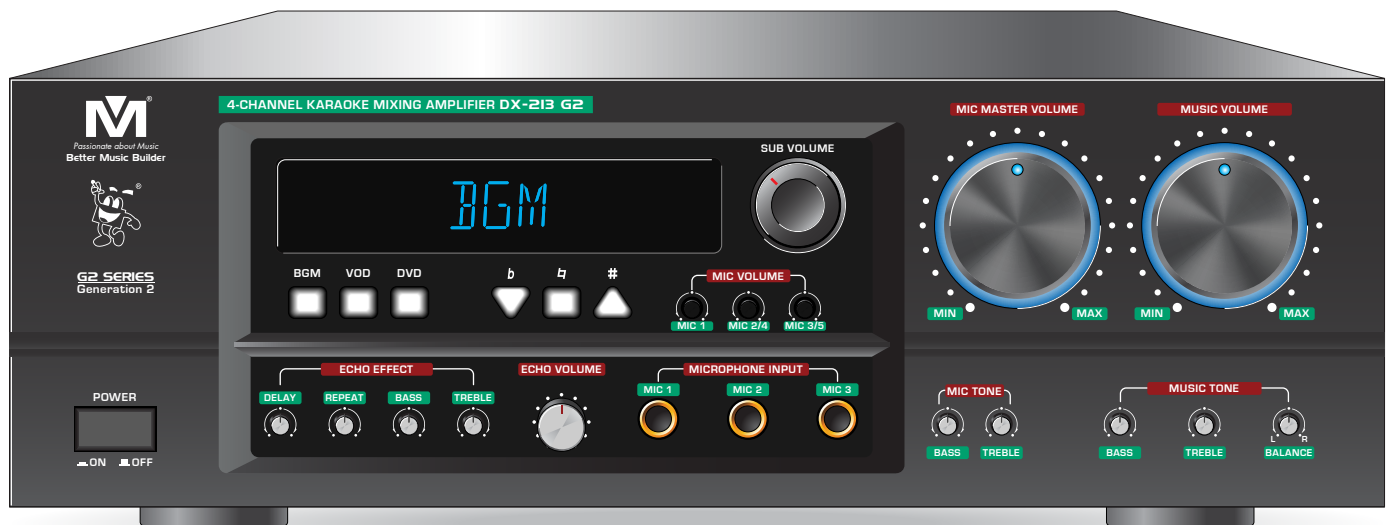 M®
Passionate about Music
Better Music Builder
®
G2 SERIES
Generation 2
POWER
ON OFF
4-CHANNEL KARAOKE MIXING AMPLIFIER DX-213 G2
BGM
SUB VOLUME
BGM VOD DVD ♭ ♮ #
MIC VOLUME
MIC 1 MIC 2/4 MIC 3/5
ECHO EFFECT
DELAY REPEAT BASS TREBLE
ECHO VOLUME
MICROPHONE INPUT
MIC 1 MIC 2 MIC 3
MIC MASTER VOLUME
MIN MAX
MUSIC VOLUME
MIN MAX
MIC TONE
BASS TREBLE
MUSIC TONE
L R
BASS TREBLE BALANCE